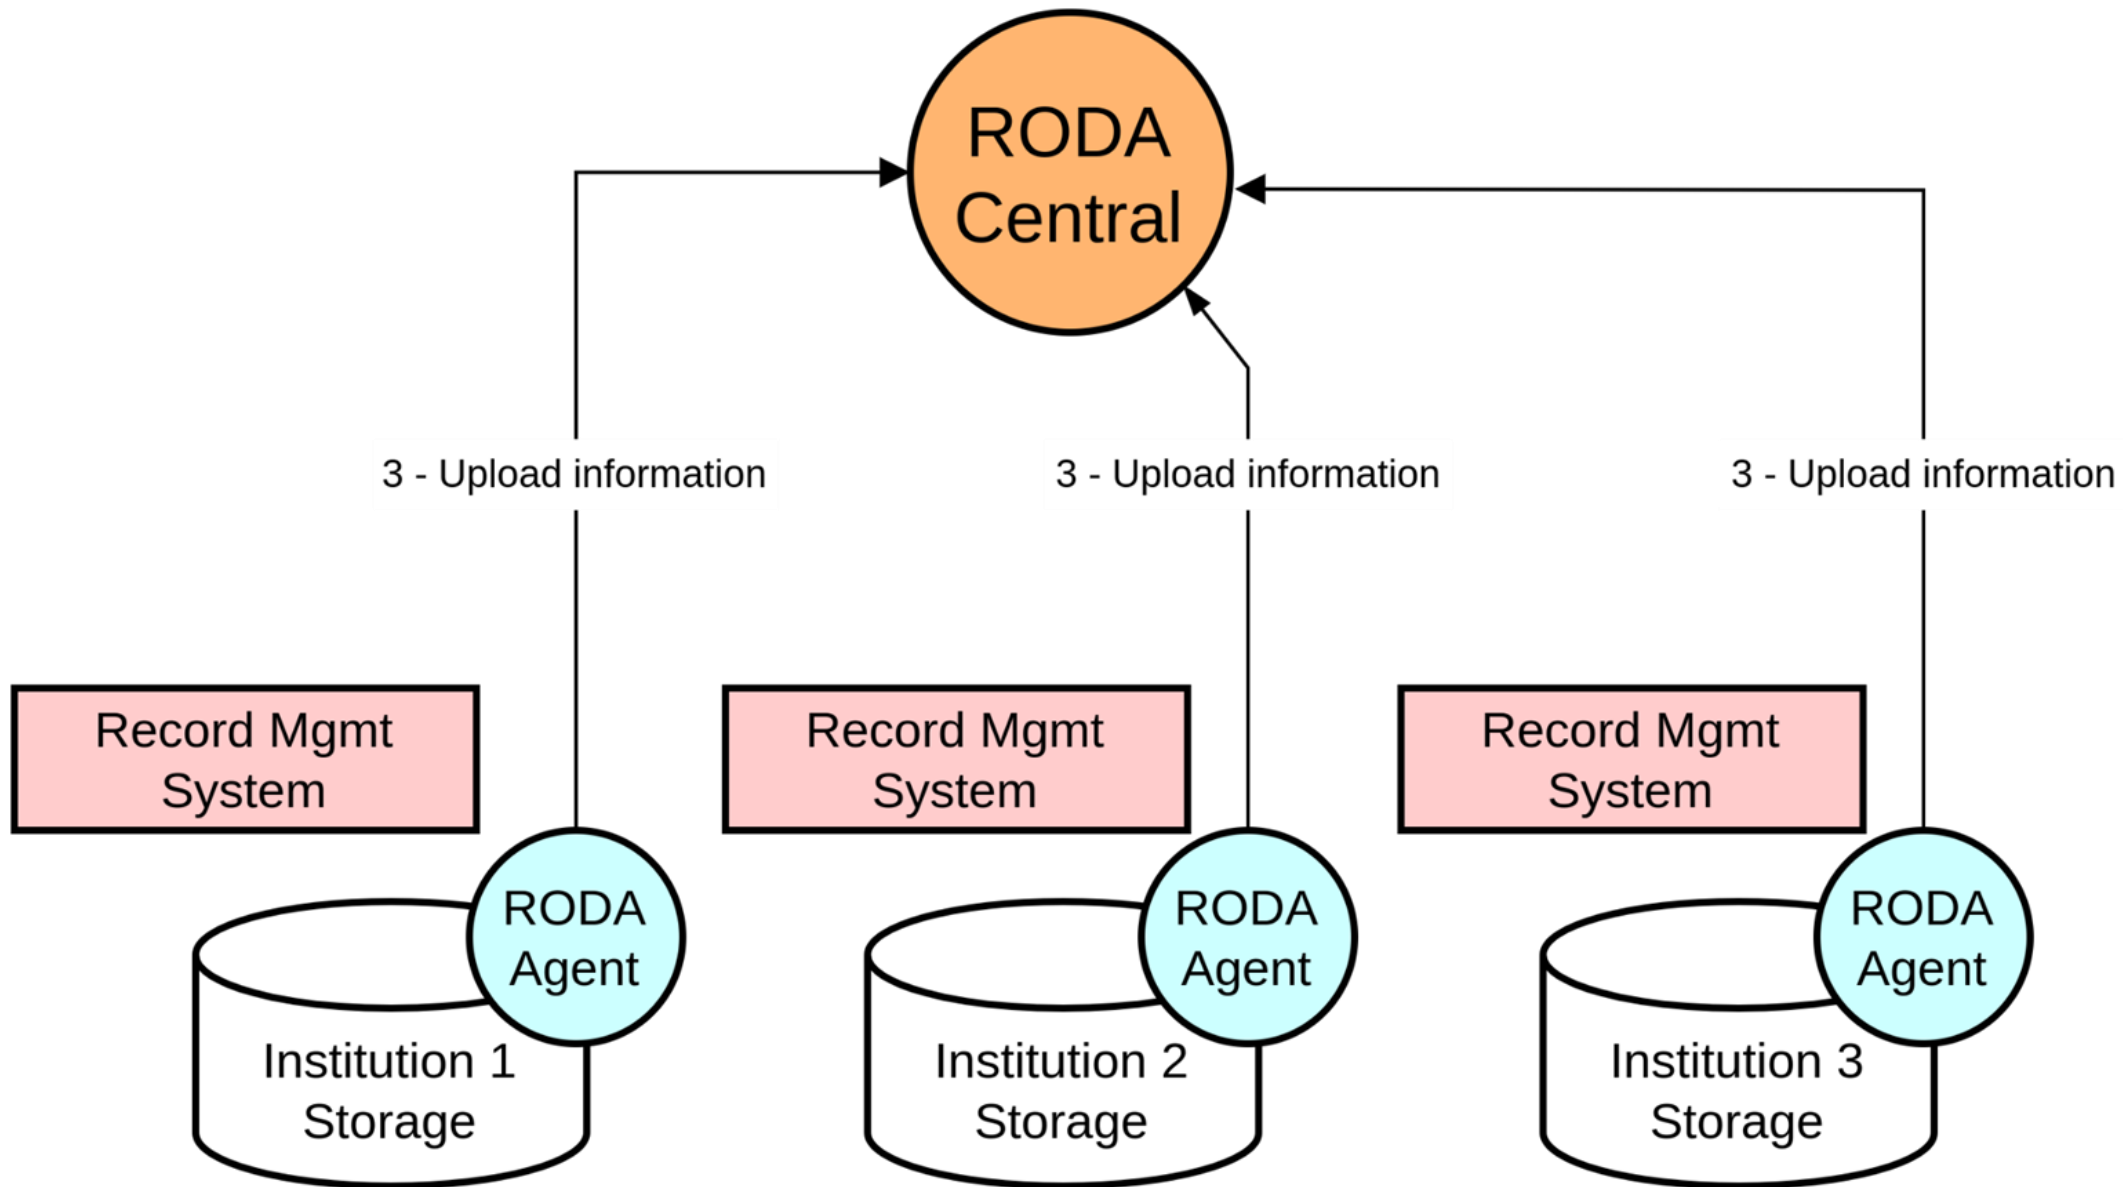 RODA
Central
3 - Upload information
3 - Upload information
3 - Upload information
Record Mgmt
System
Record Mgmt
System
Record Mgmt
System
RODA
Agent
RODA
Agent
RODA
Agent
Institution 1
Storage
Institution 2
Storage
Institution 3
Storage